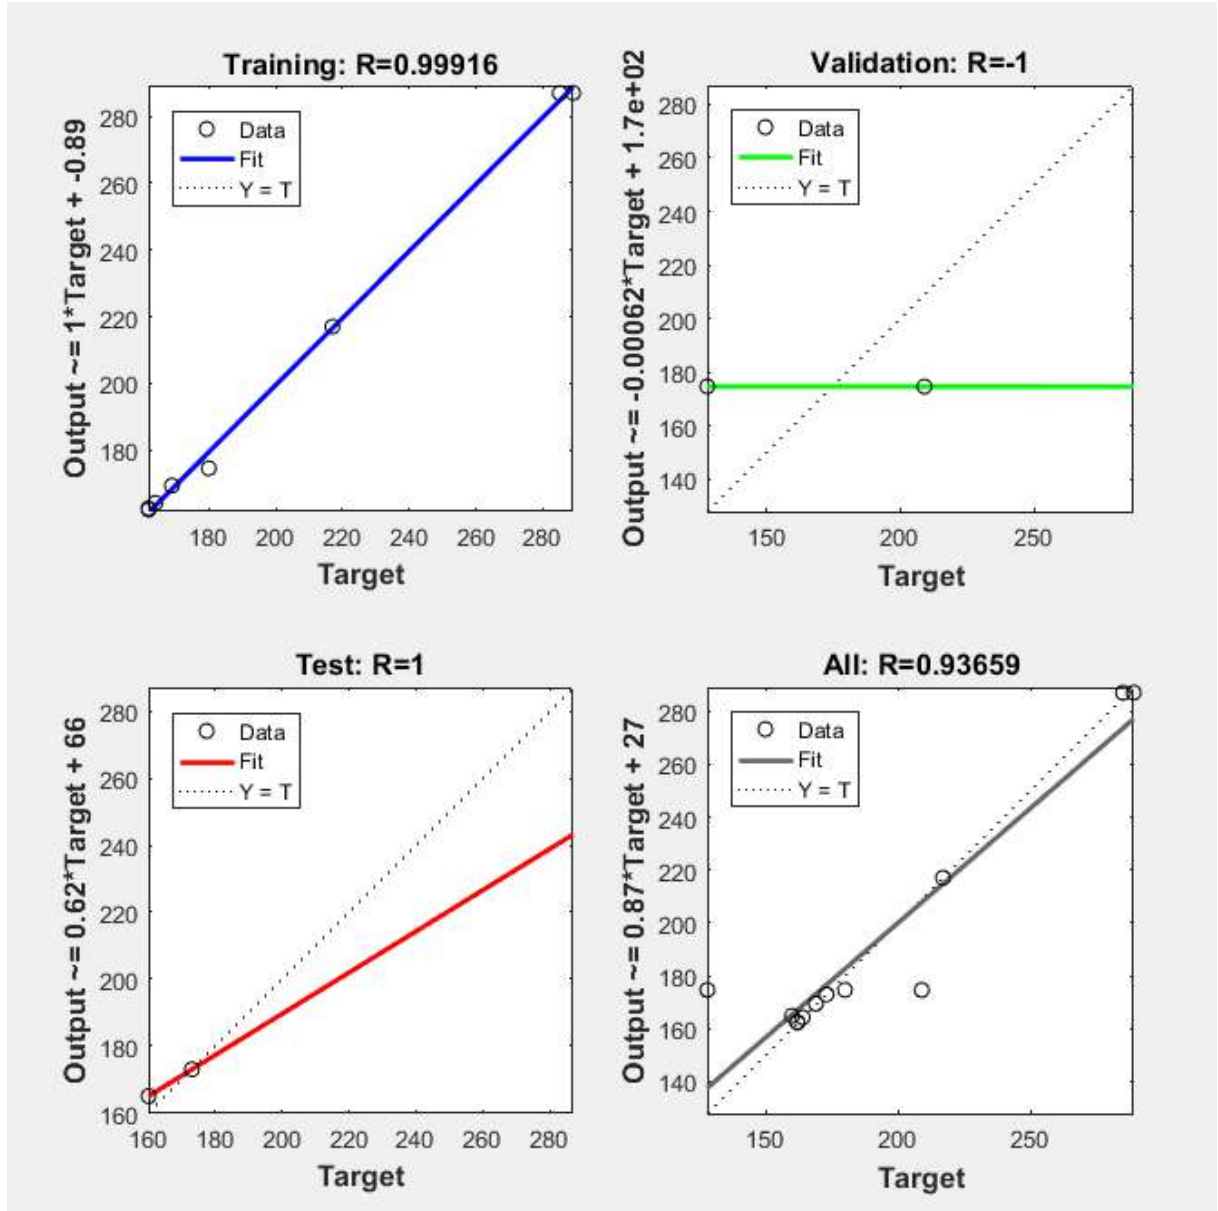 Training: R=0.99916
Output ~= 1*Target + -0.89
280
260
240
220
200
180
Data
Fit
Y = T
180 200 220 240 260 280
Target
Validation: R=-1
Output ~= -0.00062*Target + 1.7e+02
280
260
240
220
200
180
160
140
Data
Fit
Y = T
150 200 250
Target
Test: R=1
Output ~= 0.62*Target + 66
280
260
240
220
200
180
160
Data
Fit
Y = T
160 180 200 220 240 260 280
Target
All: R=0.93659
Output ~= 0.87*Target + 27
280
260
240
220
200
180
160
140
Data
Fit
Y = T
150 200 250
Target